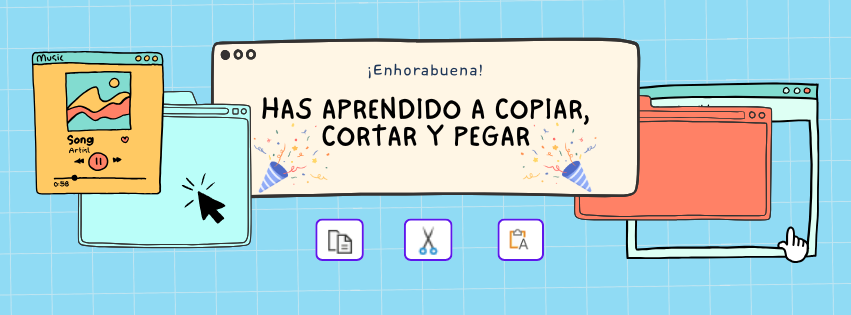 Music
¡Enhorabuena!
HAS APRENDIDO A COPIAR,
CORTAR Y PEGAR
Song
Artist
0:58
A